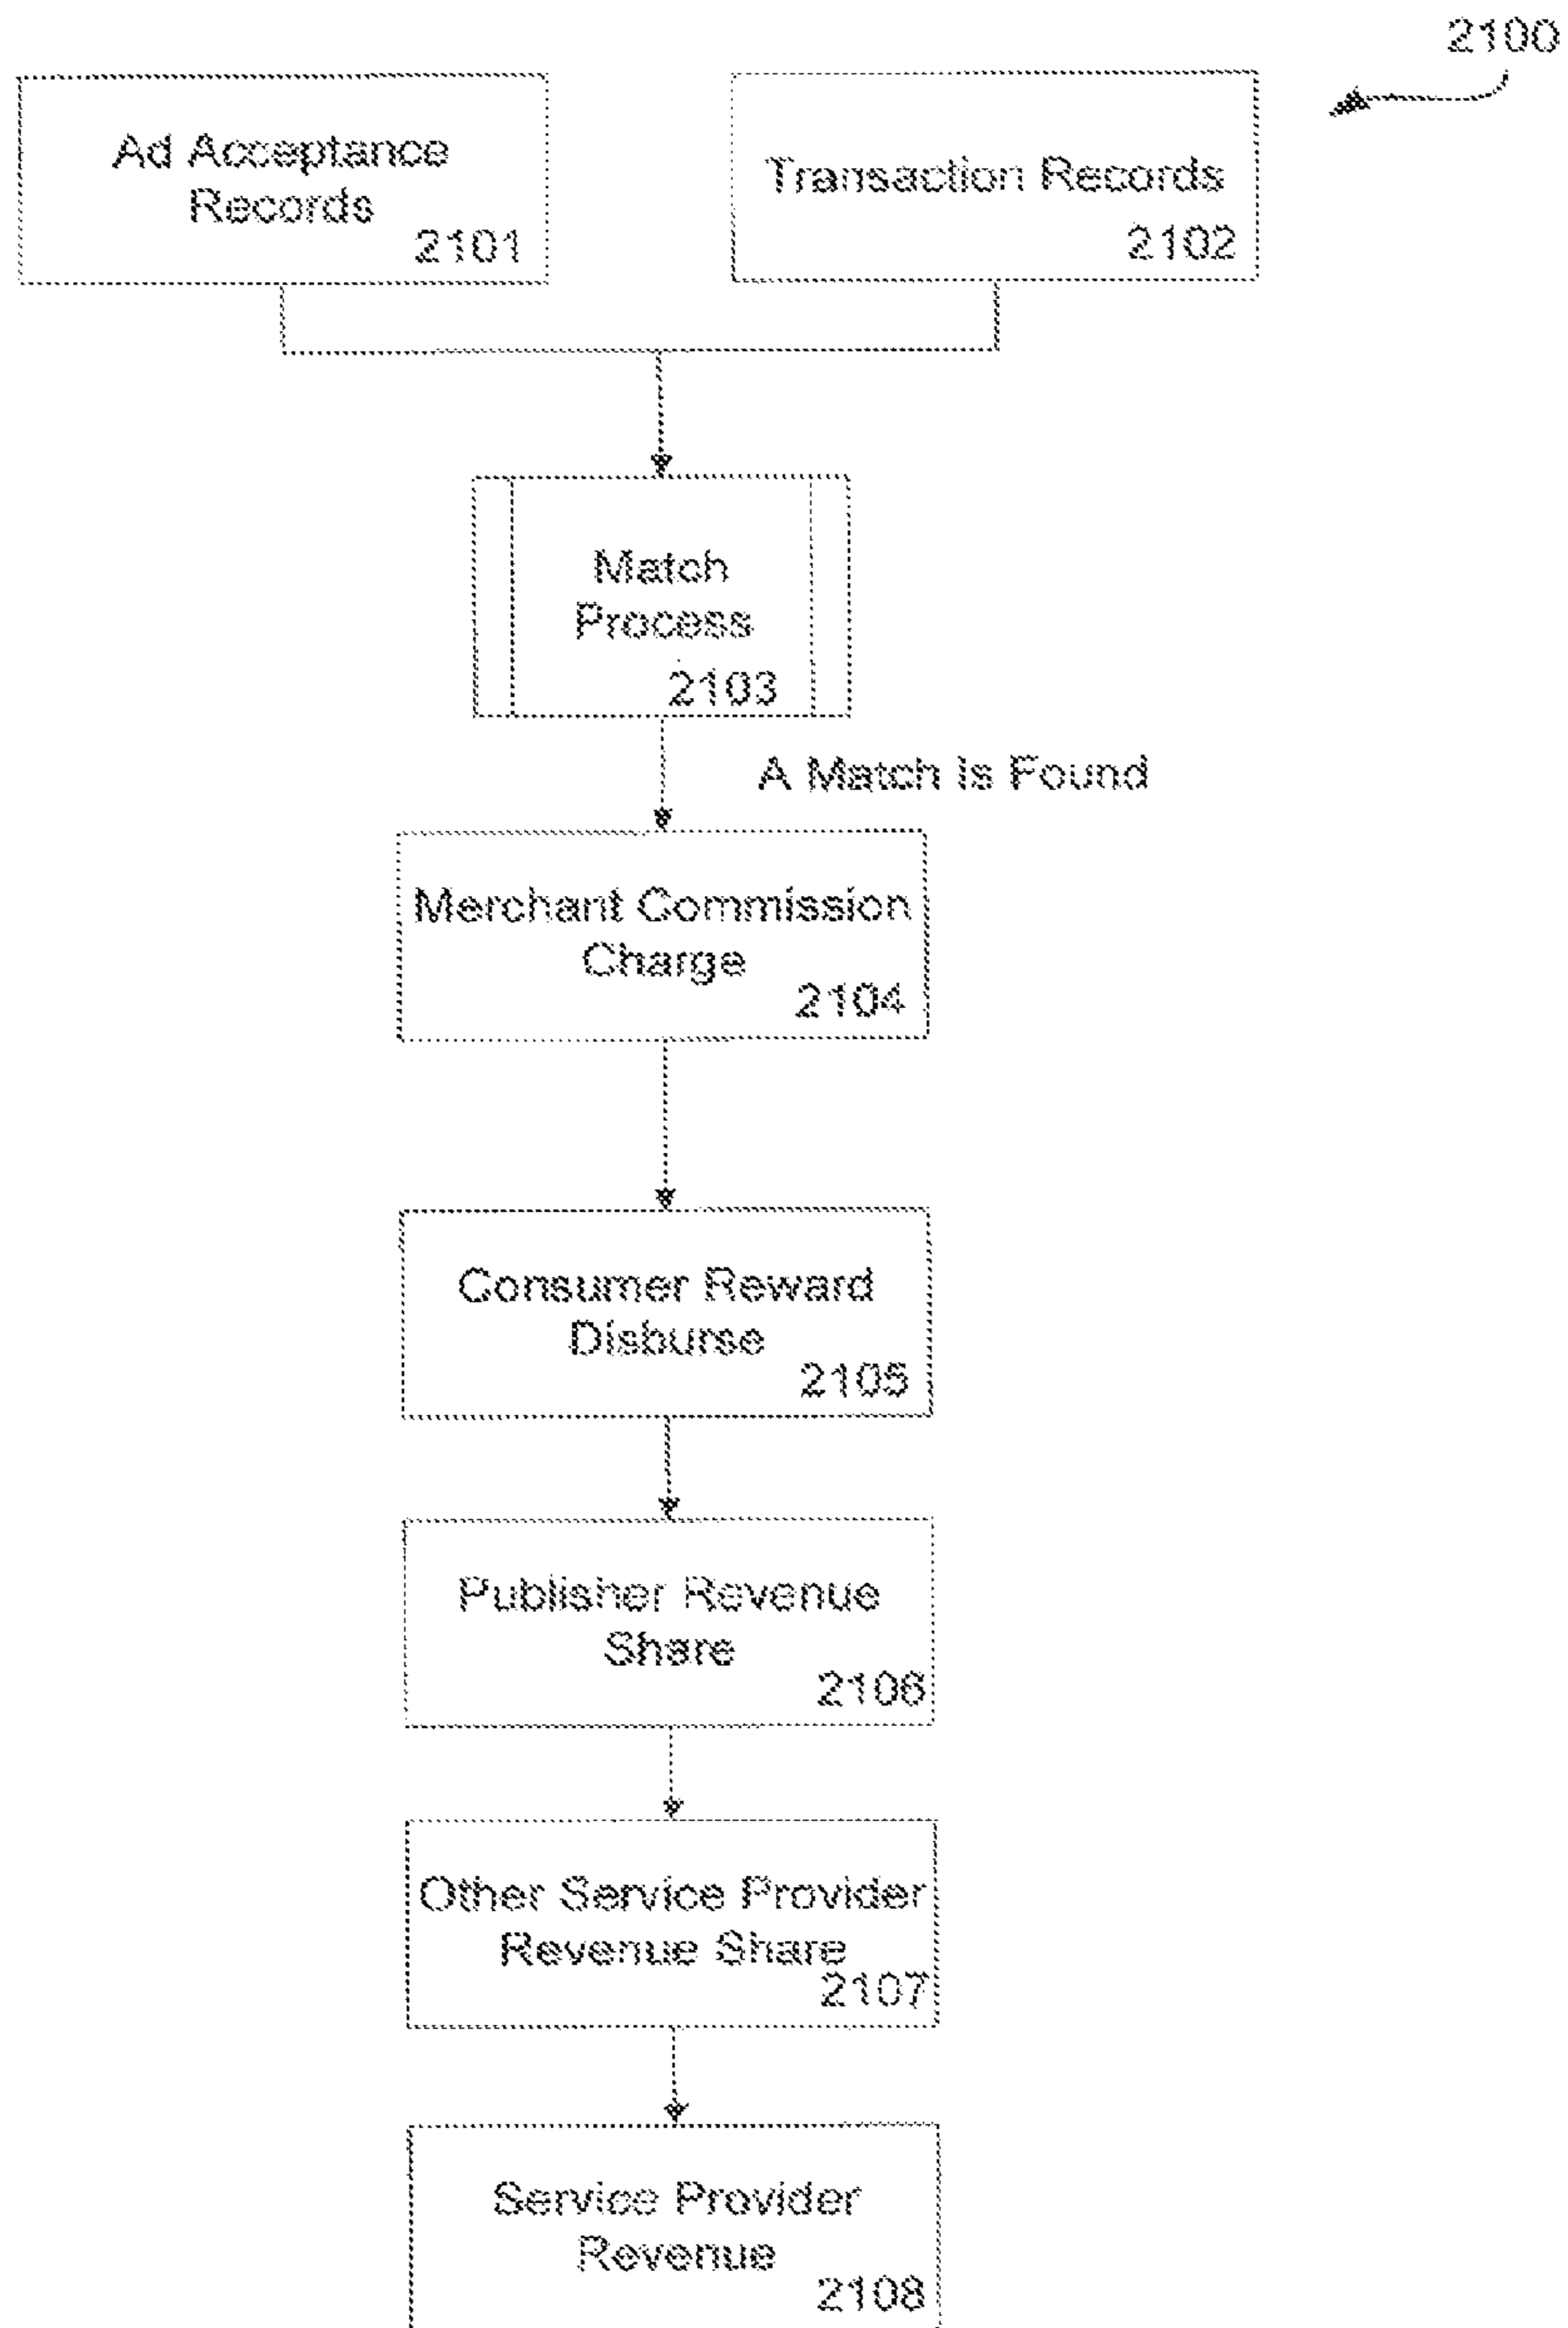 2100
Ad Acceptance
Records
2101
Transaction Records
2102
Match
Process
2103
A Match Is Found
Merchant Commission
Charge
2104
Consumer Reward
Disburse
2105
Publisher Revenue
Share
2106
Other Service Provider
Revenue Share
2107
Service Provider
Revenue
2108